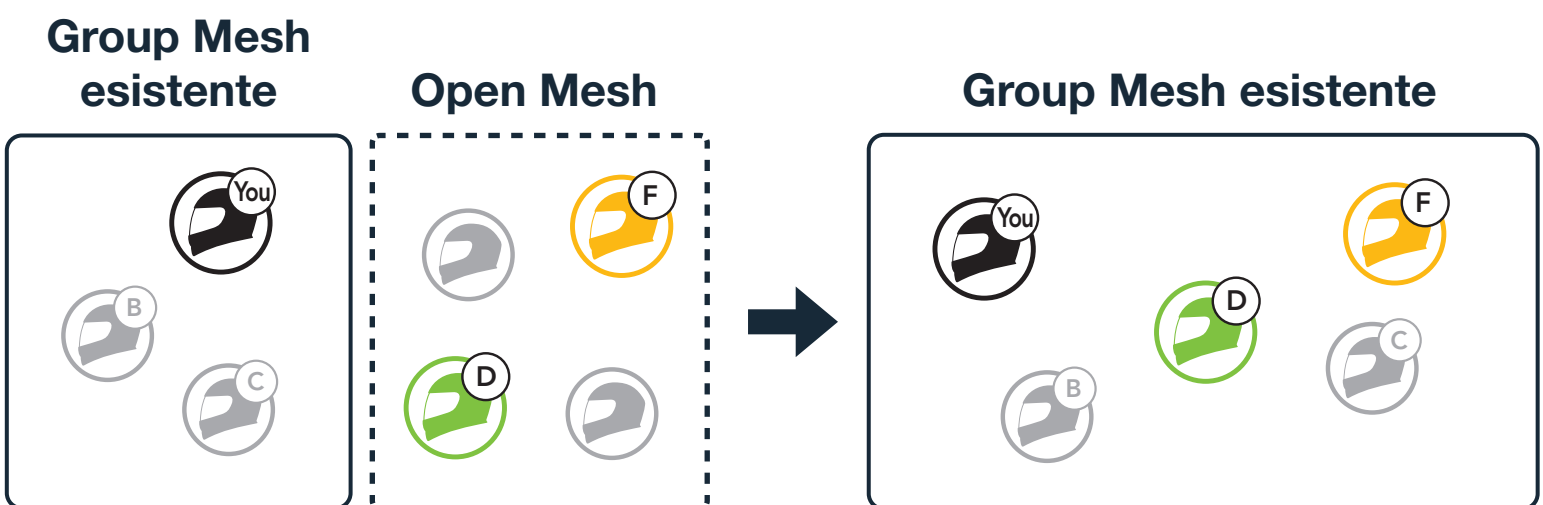 Group Mesh
esistente
Open Mesh
Group Mesh esistente
You
B
C
F
D
You
F
D
C
B